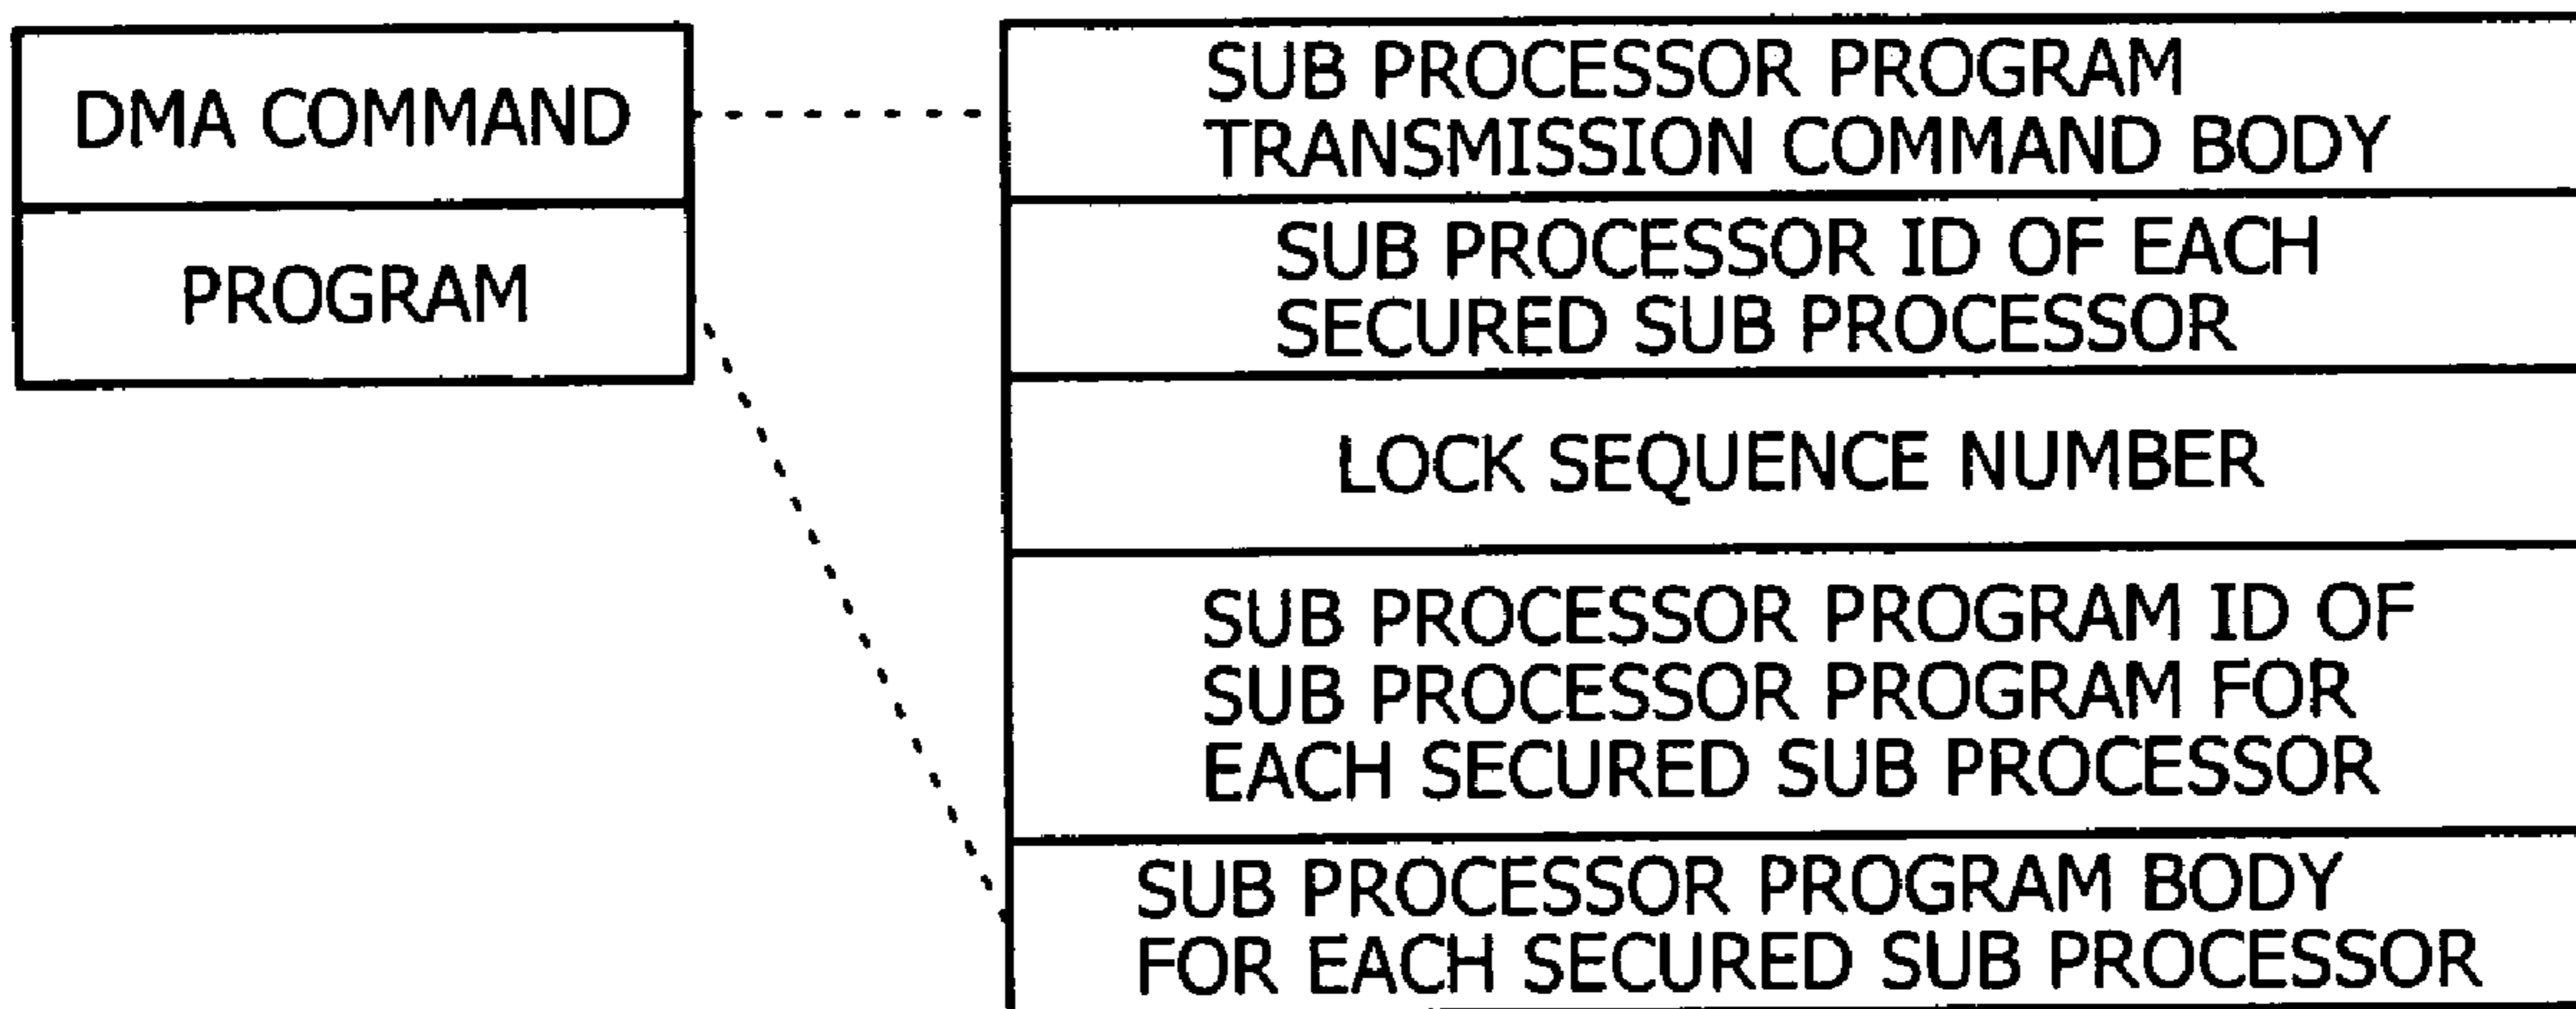 DMA COMMAND
PROGRAM
SUB PROCESSOR PROGRAM
TRANSMISSION COMMAND BODY
SUB PROCESSOR ID OF EACH
SECURED SUB PROCESSOR
LOCK SEQUENCE NUMBER
SUB PROCESSOR PROGRAM ID OF
SUB PROCESSOR PROGRAM FOR
EACH SECURED SUB PROCESSOR
SUB PROCESSOR PROGRAM BODY
FOR EACH SECURED SUB PROCESSOR